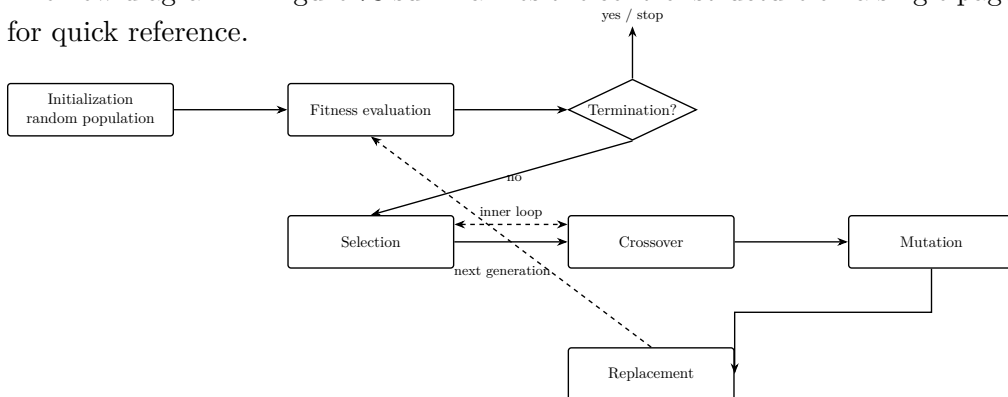 for quick reference.
yes / stop
Initialization
random population
Fitness evaluation
Termination?
no
inner loop
Selection
Crossover
Mutation
next generation
Replacement